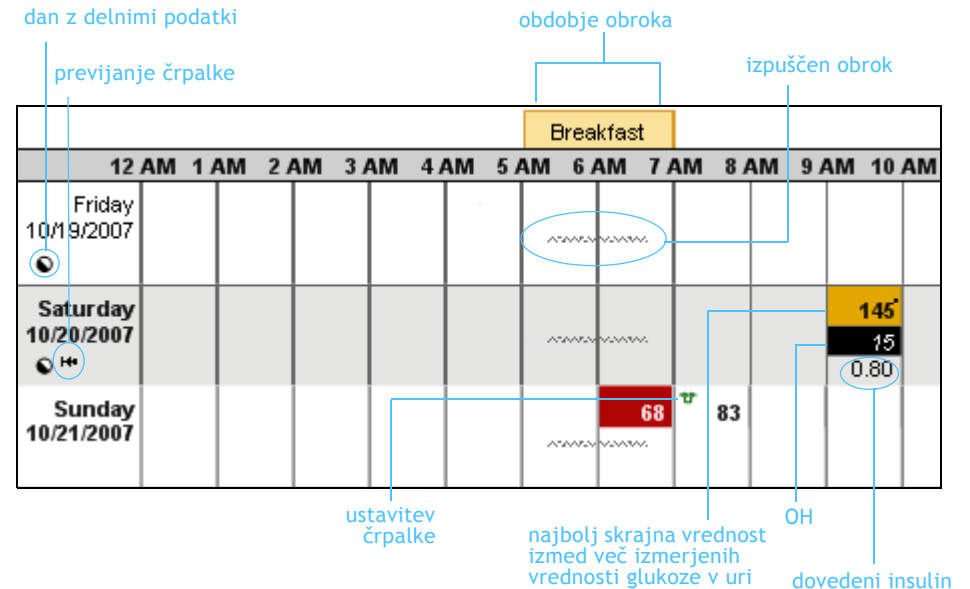 dan z delnimi podatki
obdobje obroka
previjanje črpalke
izpuščen obrok
Breakfast
12 AM 1 AM 2 AM 3 AM 4 AM 5 AM 6 AM 7 AM 8 AM 9 AM 10 AM
Friday
10/19/2007
Saturday
10/20/2007
145
15
0.80
Sunday
10/21/2007
68 83
ustavitev
črpalke
najbolj skrajna vrednost
izmed več izmerjenih
vrednosti glukoze v uri
OH
dovedeni insulin